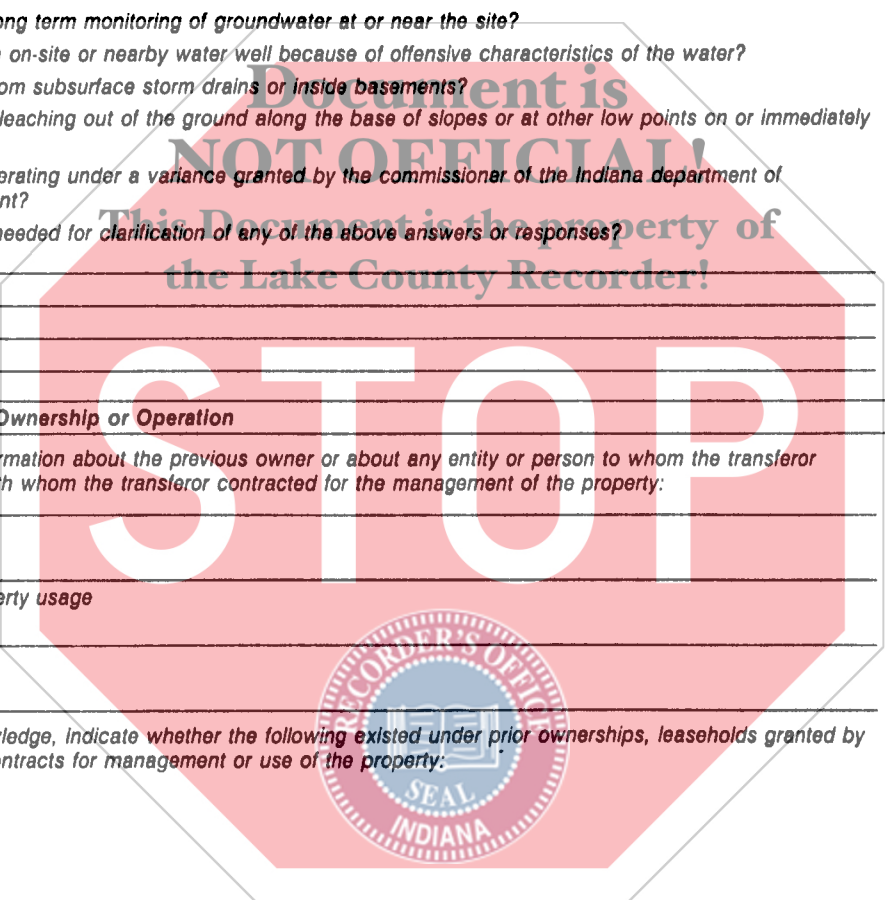 ong term monitoring of groundwater at or near the site?
on-site or nearby water well because of offensive characteristics of the water?
om subsurface storm drains or inside basements?
Document is
leaching out of the ground along the base of slopes or at other low points on or immediately
NOT OFFICIAL!
erating under a variance granted by the commissioner of the Indiana department of
nt?
This Document is the property of
needed for clarification of any of the above answers or responses?
the Lake County Recorder!
STOP
Ownership or Operation
rmation about the previous owner or about any entity or person to whom the transferor
th whom the transferor contracted for the management of the property:
erty usage
RECORDER'S OFFICE
vledge, indicate whether the following existed under prior ownerships, leaseholds granted by
ontracts for management or use of the property:
SEAL
INDIANA